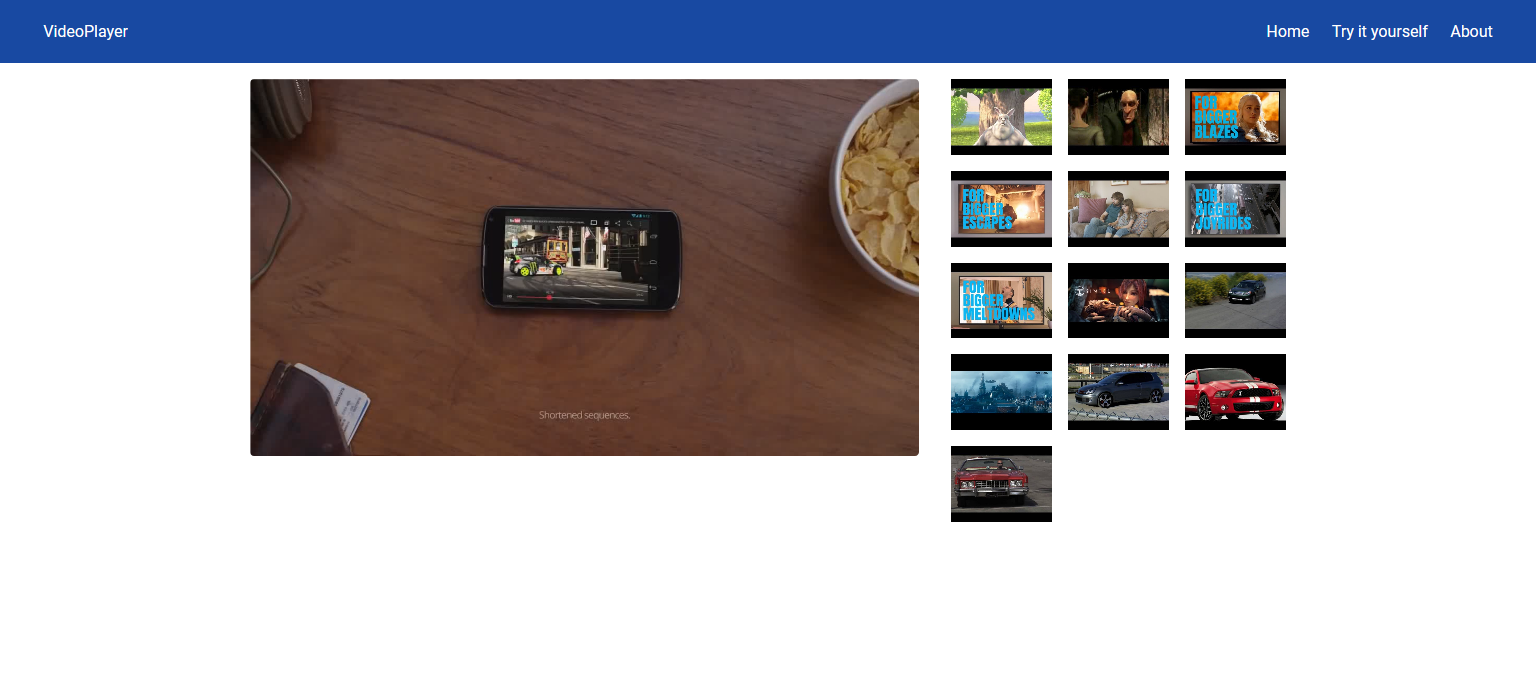 VideoPlayer
Home
Try it yourself
About
Shortened sequences.
FOR
BIGGER
BLAZES
FOR
BIGGER
ESCAPES
FOR
BIGGER
JOYRIDES
FOR
BIGGER
MELTDOWNS